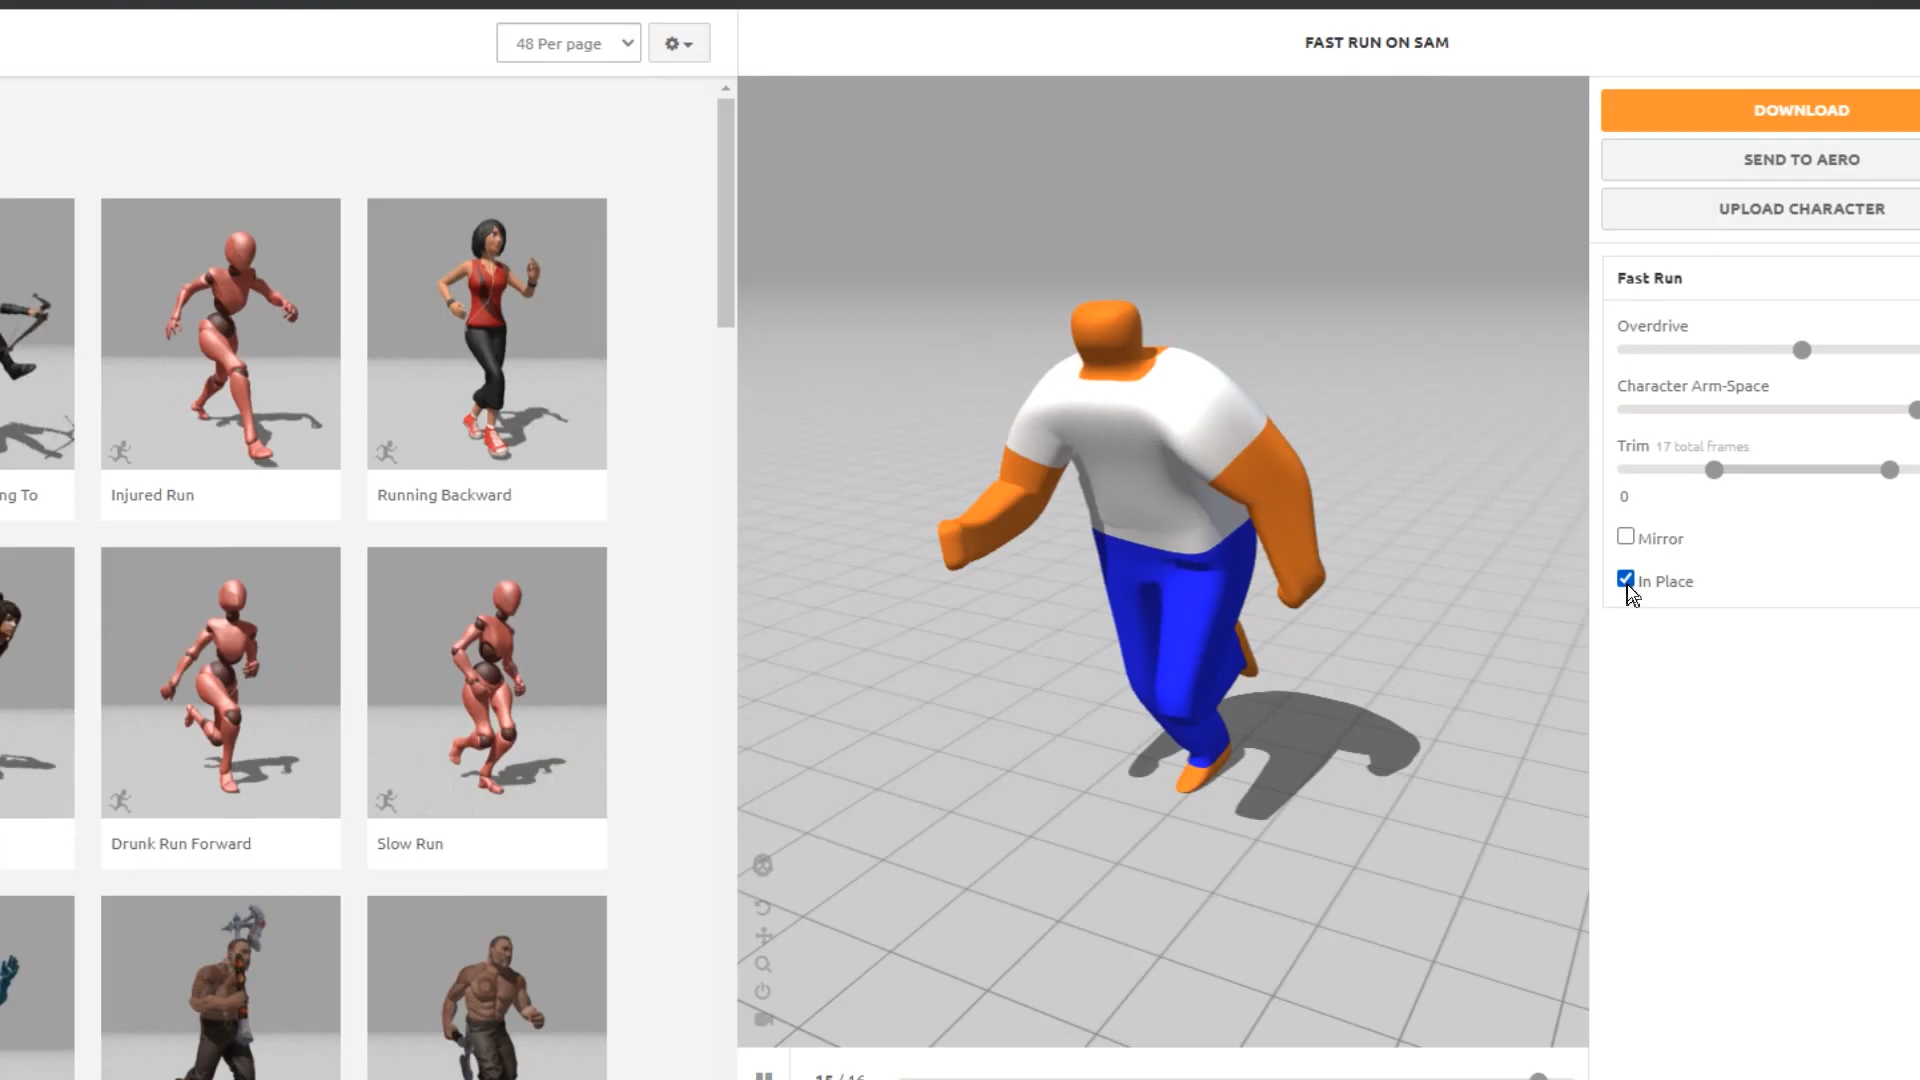 48 Per page
FAST RUN ON SAM
DOWNLOAD
SEND TO AERO
UPLOAD CHARACTER
Fast Run
Overdrive
Character Arm-Space
Trim 17 total frames
0
Mirror
In Place
ng To
Injured Run
Running Backward
Drunk Run Forward
Slow Run
15 / 16